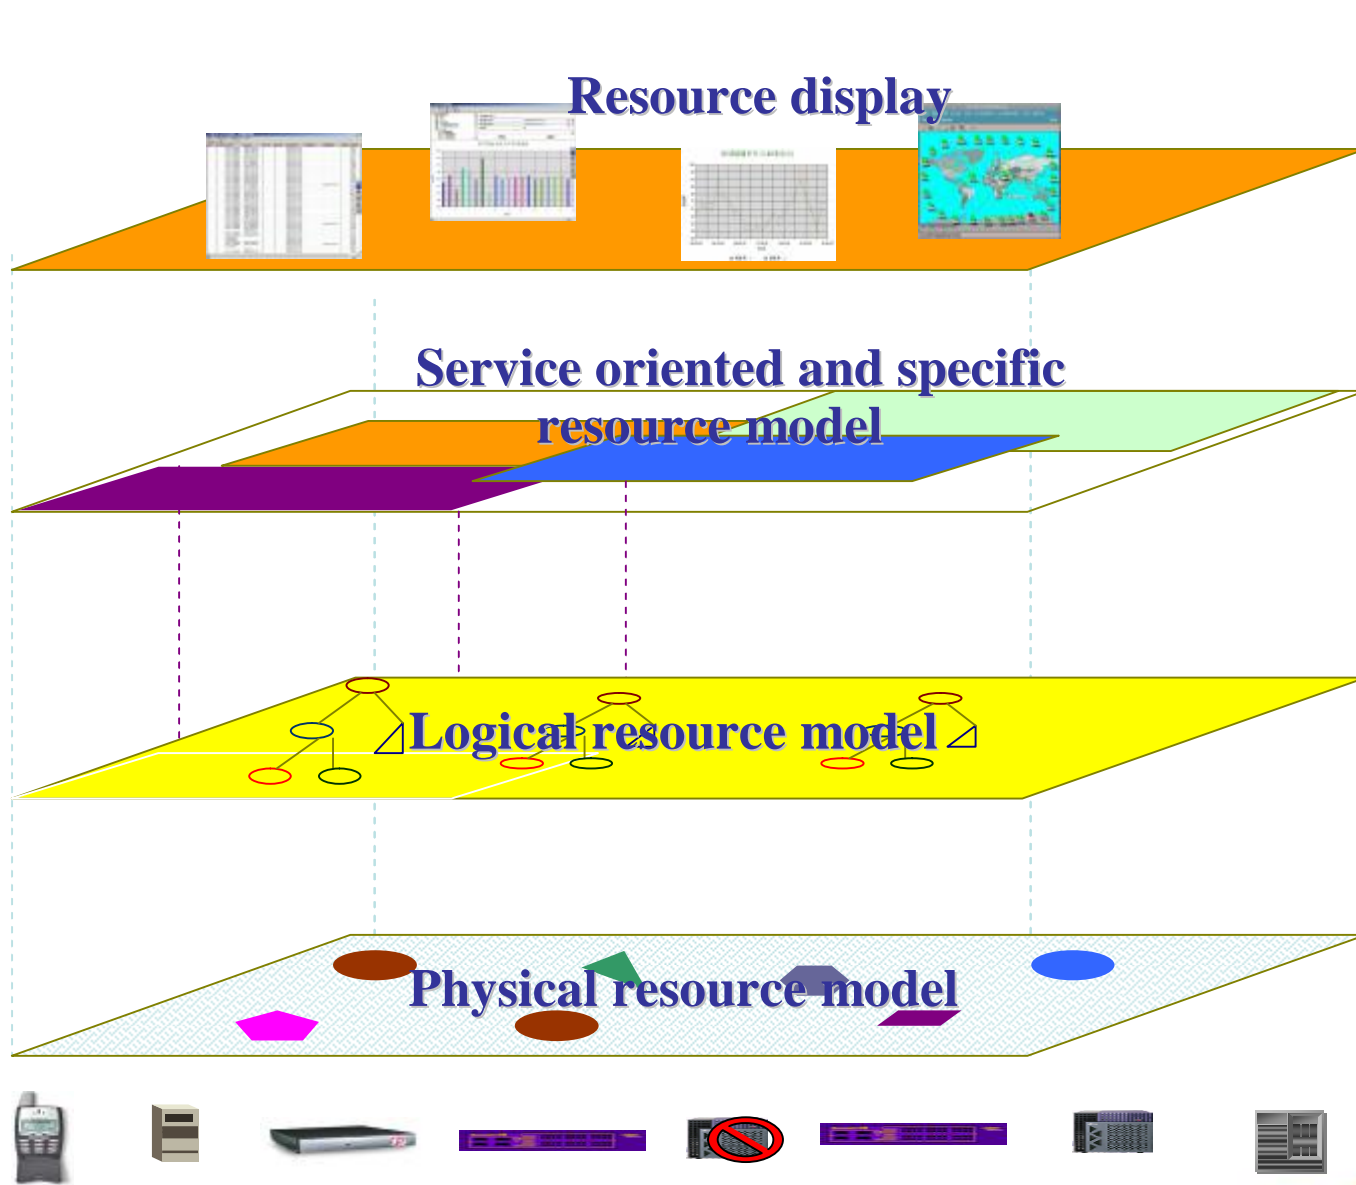 Resource display
Service oriented and specific
resource model
Logical resource model
Physical resource model